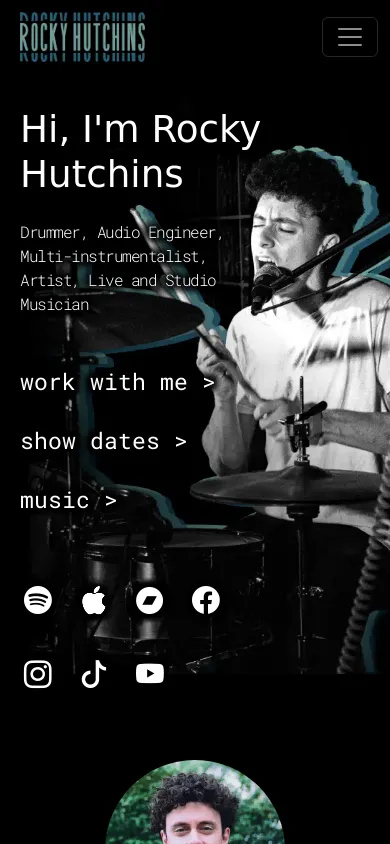 ROCKY HUTCHINS
Hi, I'm Rocky
Hutchins
Drummer, Audio Engineer,
Multi-instrumentalist,
Artist, Live and Studio
Musician
work with me >
show dates >
music >